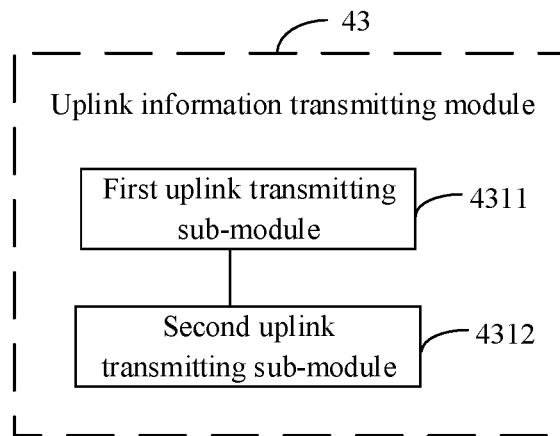 43
Uplink information transmitting module
First uplink transmitting
sub-module
4311
Second uplink
transmitting sub-module
4312